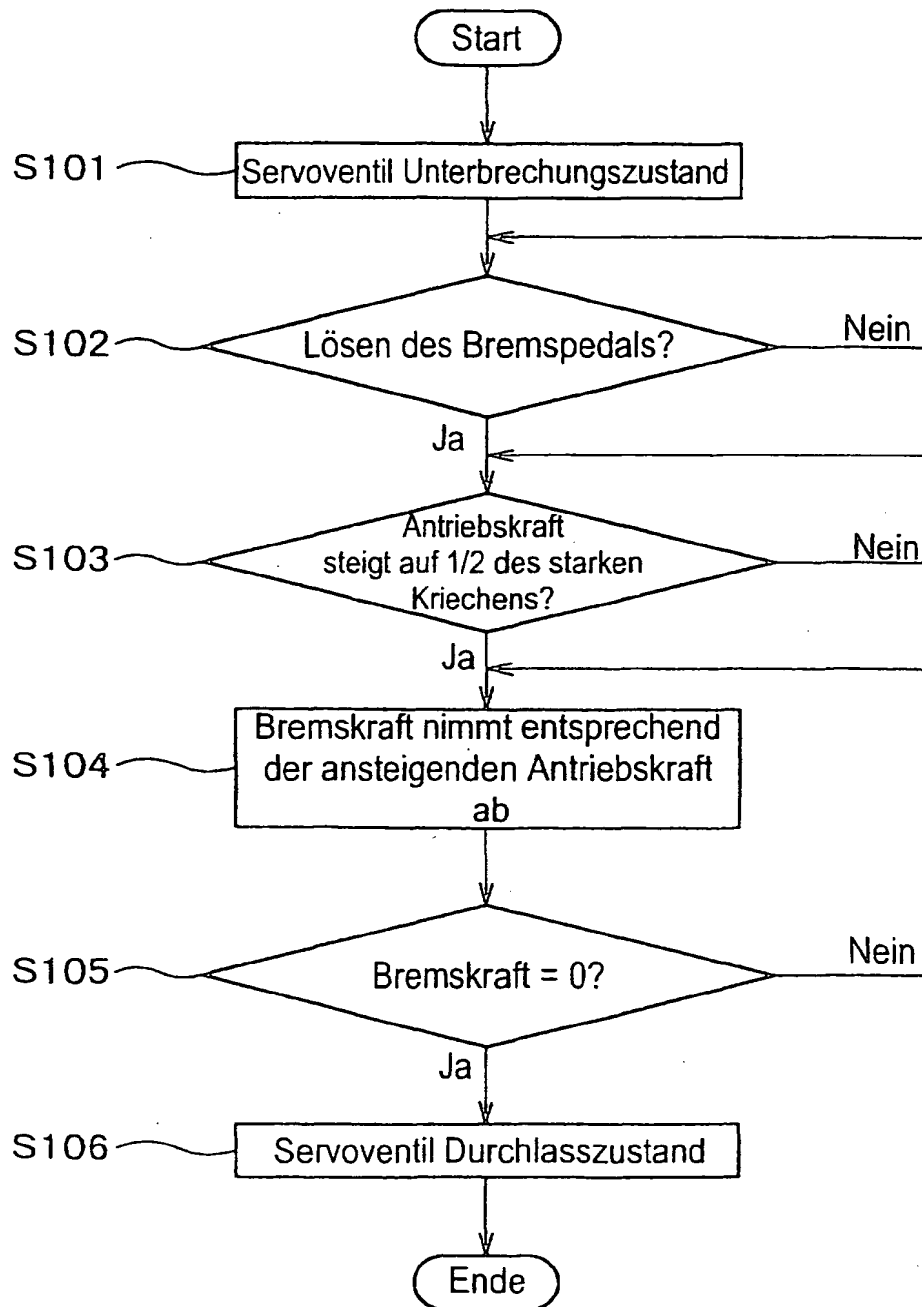 Start
S101
Servoventil Unterbrechungszustand
S102
Lösen des Bremspedals?
Nein
Ja
S103
Antriebskraft
steigt auf 1/2 des starken
Kriechens?
Nein
Ja
S104
Bremskraft nimmt entsprechend
der ansteigenden Antriebskraft
ab
S105
Bremskraft = 0?
Nein
Ja
S106
Servoventil Durchlasszustand
Ende